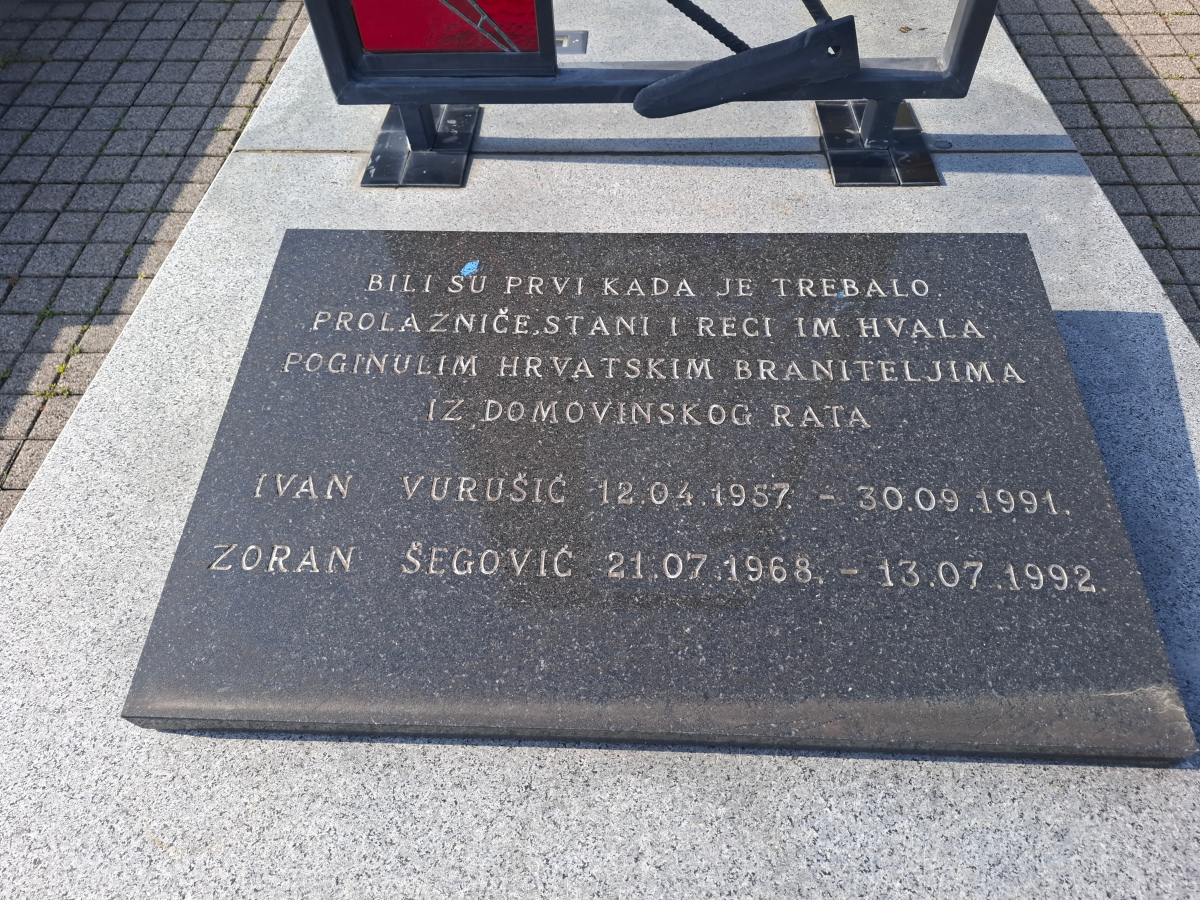 BILI SU PRVI KADA JE TREBALO.
PROLAZNIČE, STANI I RECI IM HVALA
POGINULIM HRVATSKIM BRANITELJIMA
IZ DOMOVINSKOG RATA
IVAN VURUŠIĆ 12.04.1957. - 30.09.1991.
ZORAN ŠEGOVIĆ 21.07.1968. - 13.07.1992.